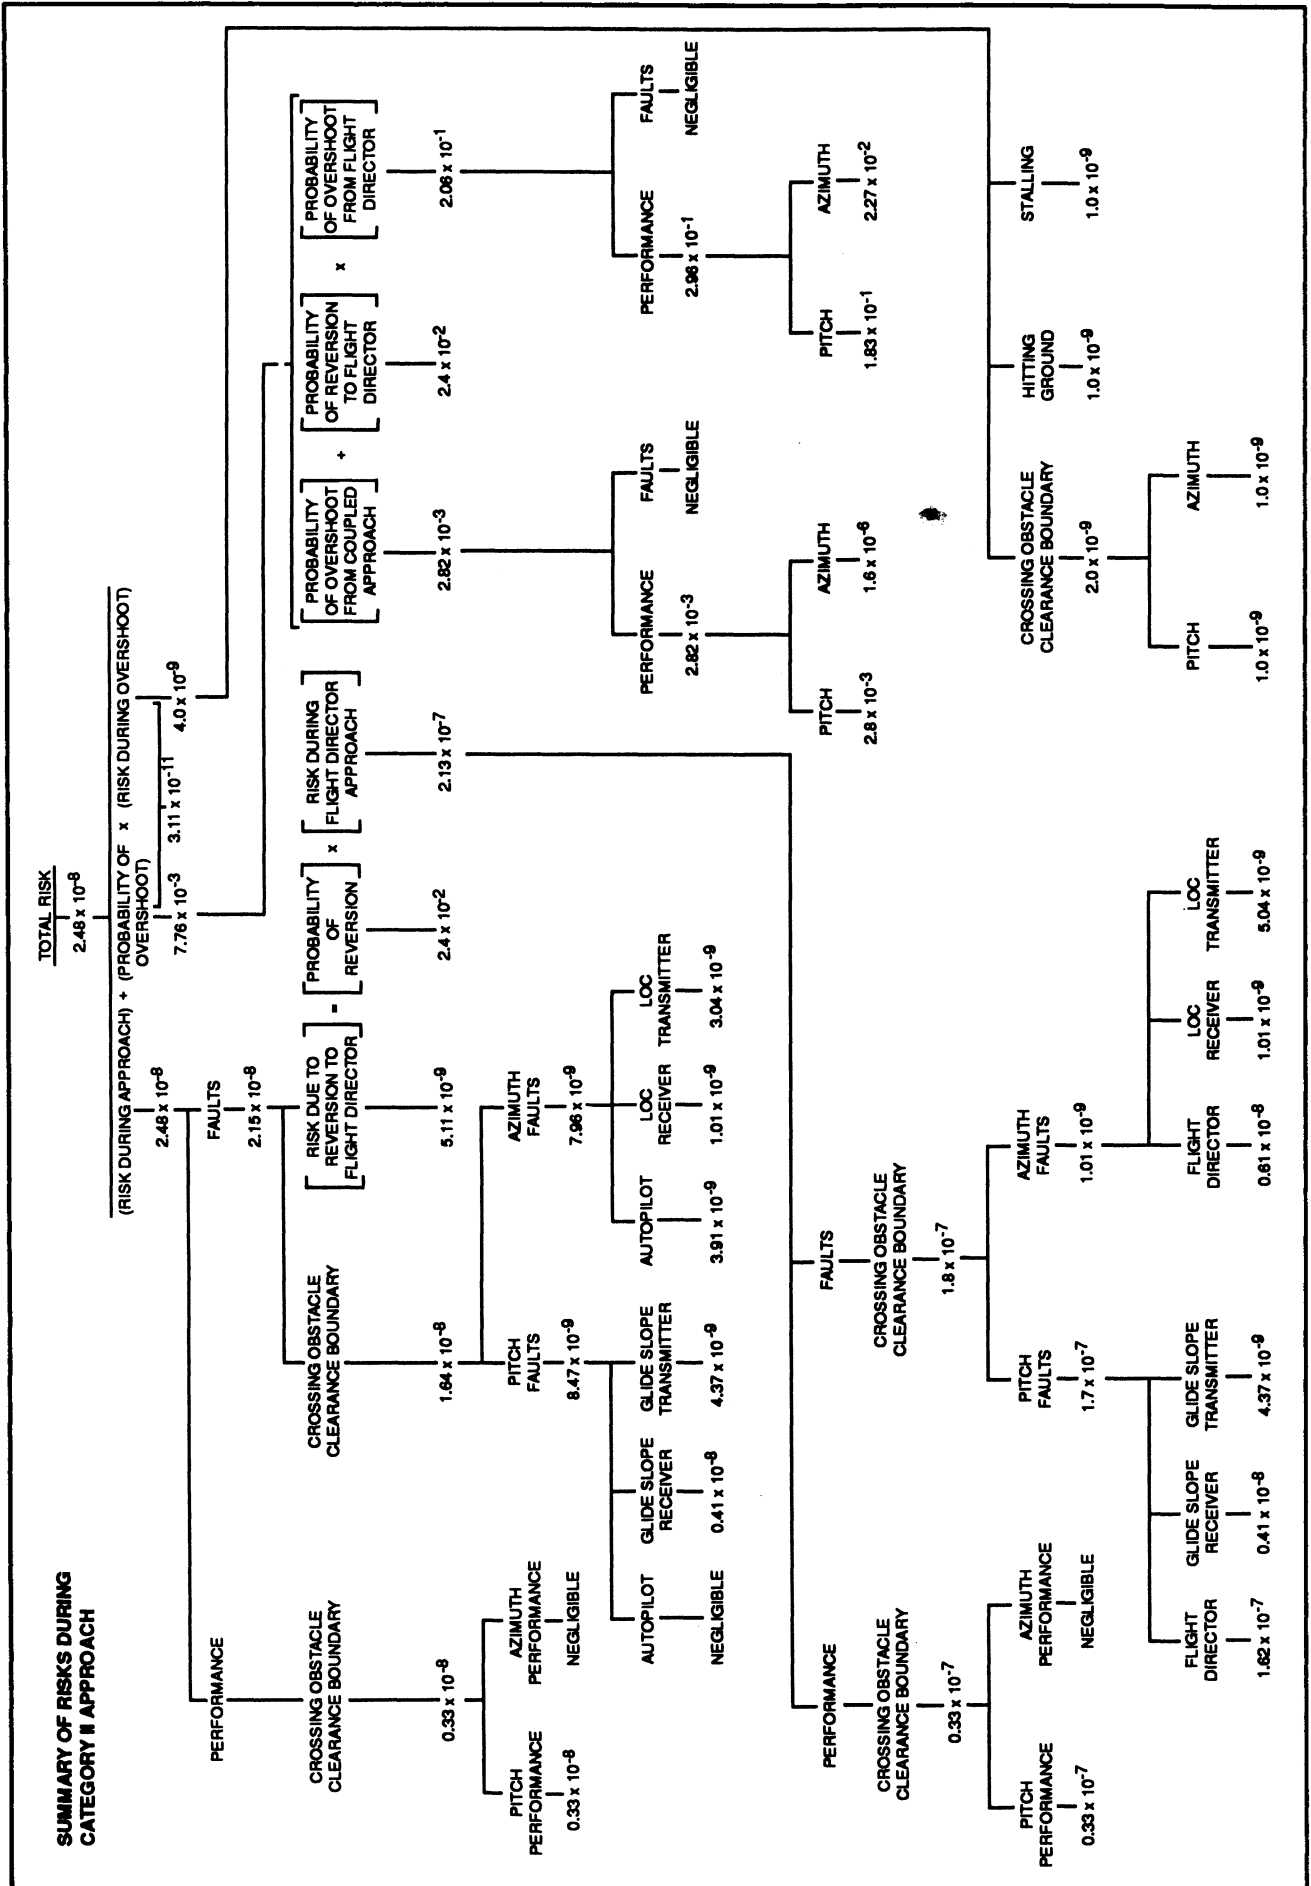 SUMMARY OF RISKS DURING
CATEGORY II APPROACH
TOTAL RISK
2.48 x 10-8
(RISK DURING APPROACH) + (PROBABILITY OF x (RISK DURING OVERSHOOT)
OVERSHOOT)
2.48 x 10-8
7.76 x 10-3
3.11 x 10-11
4.0 x 10-9
PERFORMANCE
FAULTS
2.15 x 10-8
CROSSING OBSTACLE
CLEARANCE BOUNDARY
0.33 x 10-8
PITCH
PERFORMANCE
0.33 x 10-8
AZIMUTH
PERFORMANCE
NEGLIGIBLE
CROSSING OBSTACLE
CLEARANCE BOUNDARY
1.64 x 10-8
RISK DUE TO
REVERSION TO
FLIGHT DIRECTOR
5.11 x 10-9
=
PROBABILITY
OF
REVERSION
2.4 x 10-2
x
RISK DURING
FLIGHT DIRECTOR
APPROACH
2.13 x 10-7
PROBABILITY
OF OVERSHOOT
FROM COUPLED
APPROACH
2.82 x 10-3
+
PROBABILITY
OF REVERSION
TO FLIGHT
DIRECTOR
2.4 x 10-2
x
PROBABILITY
OF OVERSHOOT
FROM FLIGHT
DIRECTOR
2.06 x 10-1
PITCH
FAULTS
8.47 x 10-9
AZIMUTH
FAULTS
7.96 x 10-9
AUTOPILOT
NEGLIGIBLE
GLIDE SLOPE
RECEIVER
0.41 x 10-8
GLIDE SLOPE
TRANSMITTER
4.37 x 10-9
AUTOPILOT
3.91 x 10-9
LOC
RECEIVER
1.01 x 10-9
LOC
TRANSMITTER
3.04 x 10-9
PERFORMANCE
2.82 x 10-3
FAULTS
NEGLIGIBLE
PITCH
2.8 x 10-3
AZIMUTH
1.6 x 10-6
PERFORMANCE
2.96 x 10-1
FAULTS
NEGLIGIBLE
PITCH
1.83 x 10-1
AZIMUTH
2.27 x 10-2
PERFORMANCE
CROSSING OBSTACLE
CLEARANCE BOUNDARY
0.33 x 10-7
PITCH
PERFORMANCE
0.33 x 10-7
AZIMUTH
PERFORMANCE
NEGLIGIBLE
FAULTS
CROSSING OBSTACLE
CLEARANCE BOUNDARY
1.8 x 10-7
PITCH
FAULTS
1.7 x 10-7
AZIMUTH
FAULTS
1.01 x 10-9
FLIGHT
DIRECTOR
1.62 x 10-7
GLIDE SLOPE
RECEIVER
0.41 x 10-8
GLIDE SLOPE
TRANSMITTER
4.37 x 10-9
FLIGHT
DIRECTOR
0.61 x 10-8
LOC
RECEIVER
1.01 x 10-9
LOC
TRANSMITTER
5.04 x 10-9
CROSSING OBSTACLE
CLEARANCE BOUNDARY
2.0 x 10-9
HITTING
GROUND
1.0 x 10-9
STALLING
1.0 x 10-9
PITCH
1.0 x 10-9
AZIMUTH
1.0 x 10-9